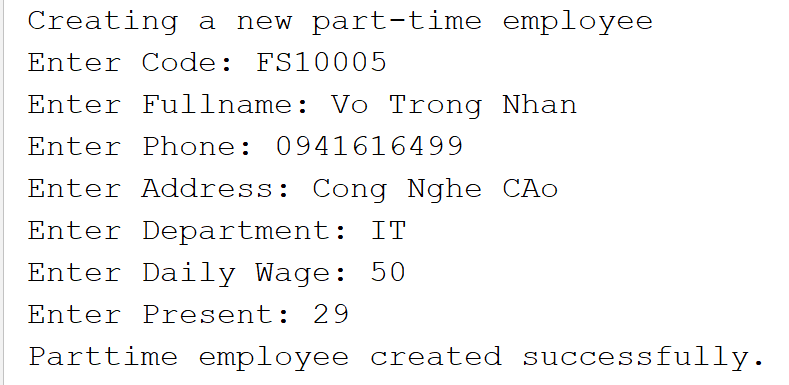 Creating a new part-time employee
Enter Code: FS10005
Enter Fullname: Vo Trong Nhan
Enter Phone: 0941616499
Enter Address: Cong Nghe CAo
Enter Department: IT
Enter Daily Wage: 50
Enter Present: 29
Parttime employee created successfully.